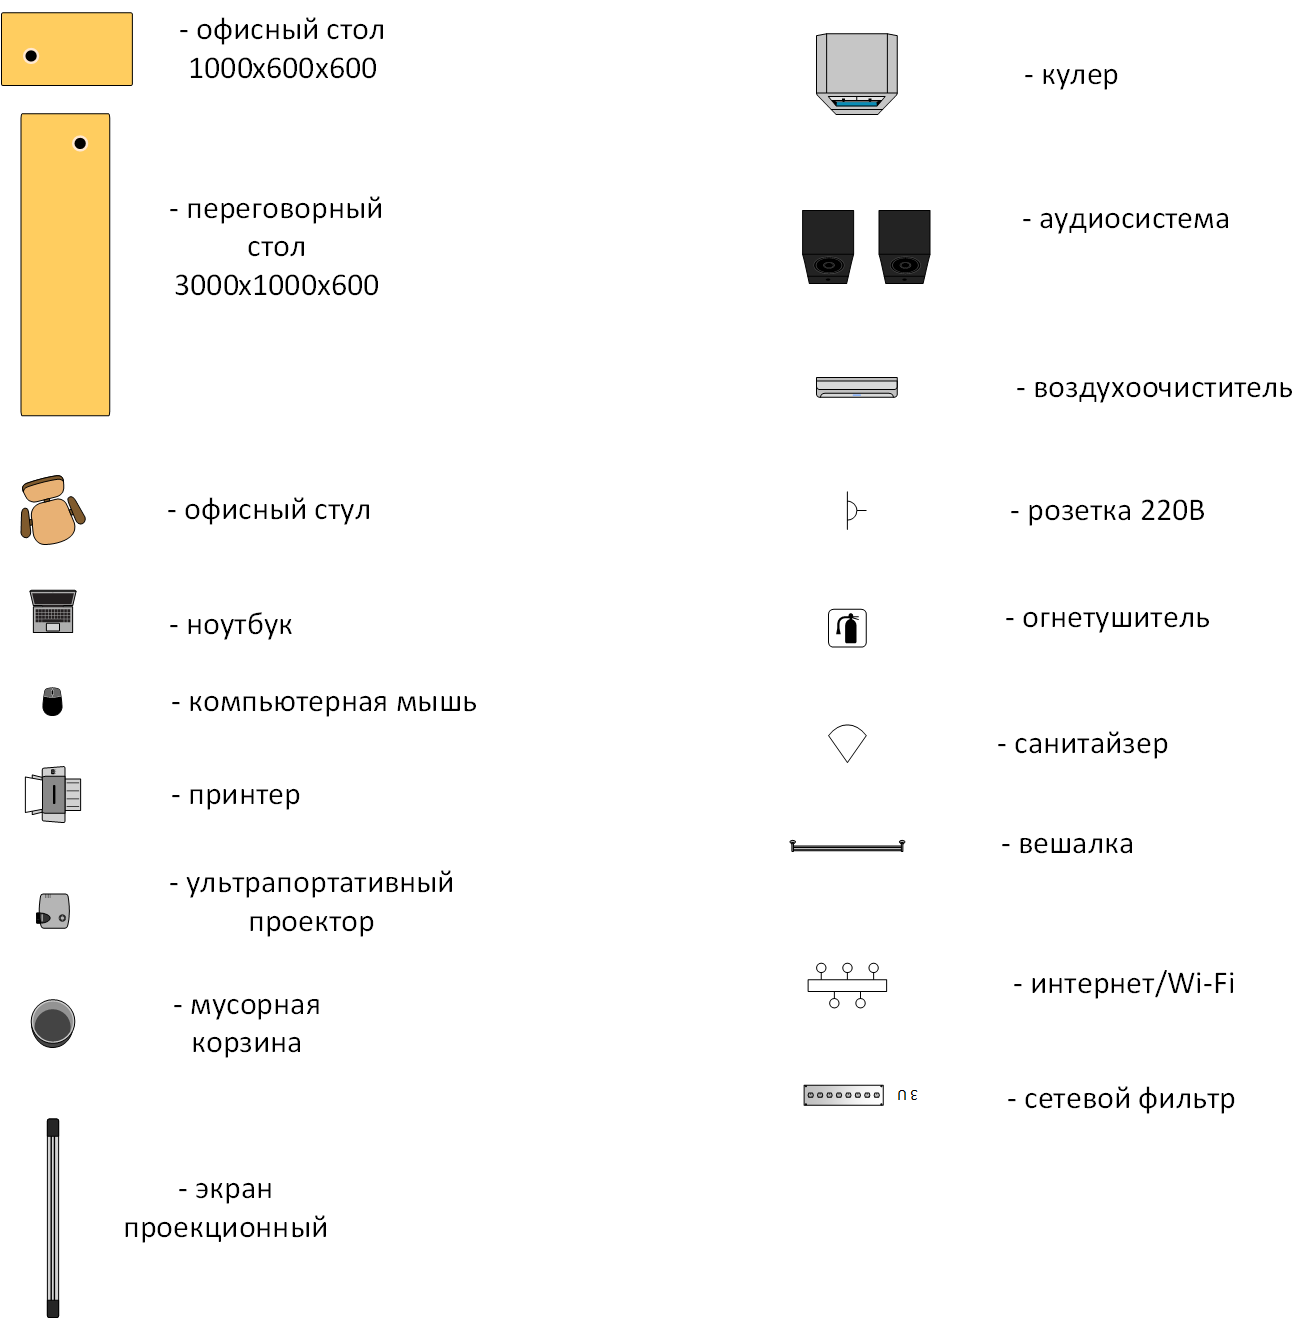 - офисный стол
1000х600х600
- переговорный
стол
3000х1000х600
- офисный стул
- ноутбук
- компьютерная мышь
- принтер
- ультрапортативный
проектор
- мусорная
корзина
- экран
проекционный
- кулер
- аудиосистема
- воздухоочиститель
- розетка 220В
- огнетушитель
- санитайзер
- вешалка
- интернет/Wi-Fi
- сетевой фильтр